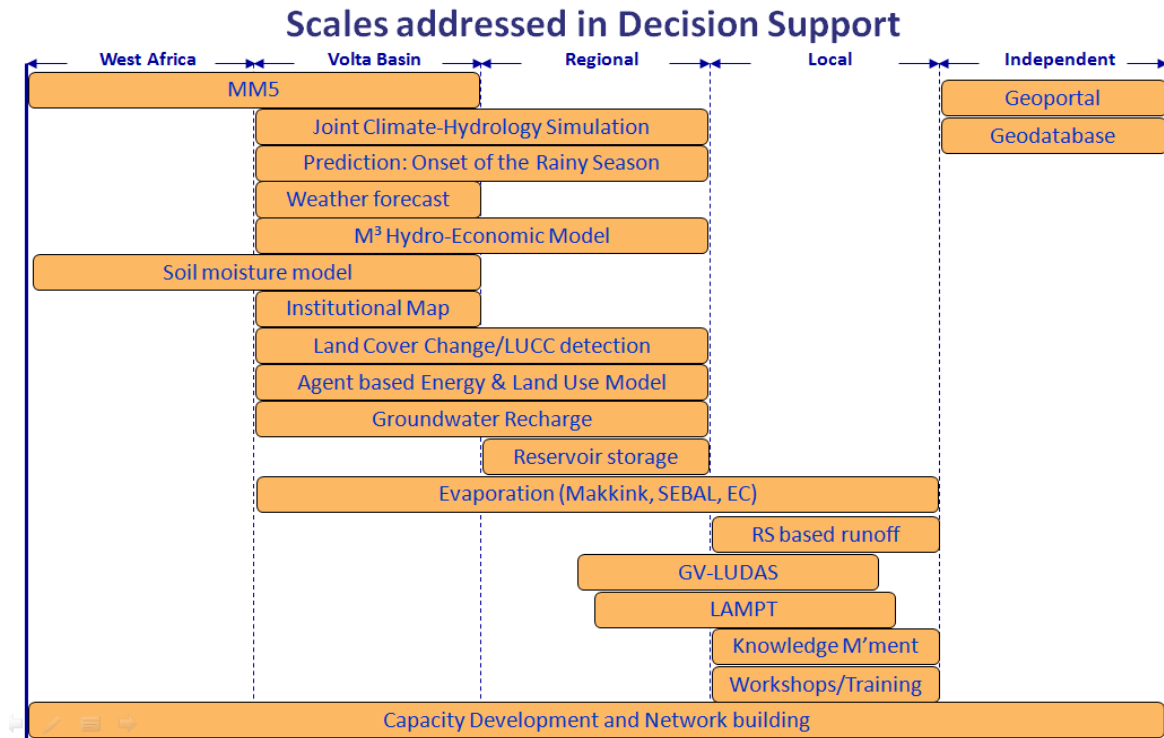 Scales addressed in Decision Support
West Africa Volta Basin Regional Local Independent
MM5
Geoportal
Joint Climate-Hydrology Simulation
Geodatabase
Prediction: Onset of the Rainy Season
Weather forecast
M³ Hydro-Economic Model
Soil moisture model
Institutional Map
Land Cover Change/LUCC detection
Agent based Energy & Land Use Model
Groundwater Recharge
Reservoir storage
Evaporation (Makkink, SEBAL, EC)
RS based runoff
GV-LUDAS
LAMPT
Knowledge M’ment
Workshops/Training
Capacity Development and Network building